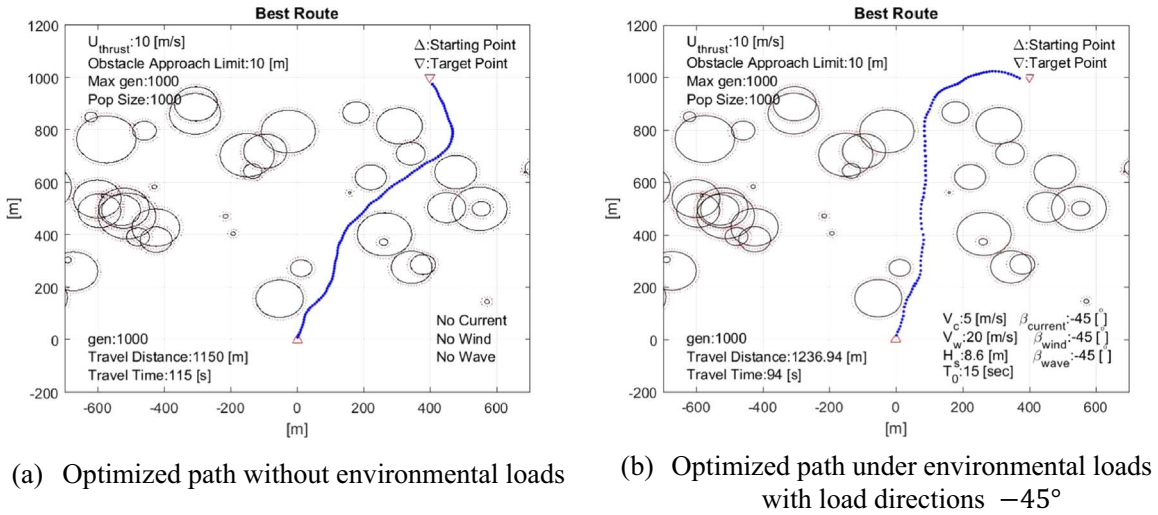 Best Route
1200
1000
800
600
400
200
0
-200
[m]
U_thrust:10 [m/s]
Obstacle Approach Limit:10 [m]
Max gen:1000
Pop Size:1000
△:Starting Point
▽:Target Point
No Current
No Wind
No Wave
gen:1000
Travel Distance:1150 [m]
Travel Time:115 [s]
-600 -400 -200 0 200 400 600
[m]
(a) Optimized path without environmental loads
Best Route
1200
1000
800
600
400
200
0
-200
[m]
U_thrust:10 [m/s]
Obstacle Approach Limit:10 [m]
Max gen:1000
Pop Size:1000
△:Starting Point
▽:Target Point
V_c:5 [m/s] β_current:-45 [°]
V_w:20 [m/s] β_wind:-45 [°]
H_s:8.6 [m] β_wave:-45 [°]
T_0:15 [sec]
gen:1000
Travel Distance:1236.94 [m]
Travel Time:94 [s]
-600 -400 -200 0 200 400 600
[m]
(b) Optimized path under environmental loads
with load directions −45°